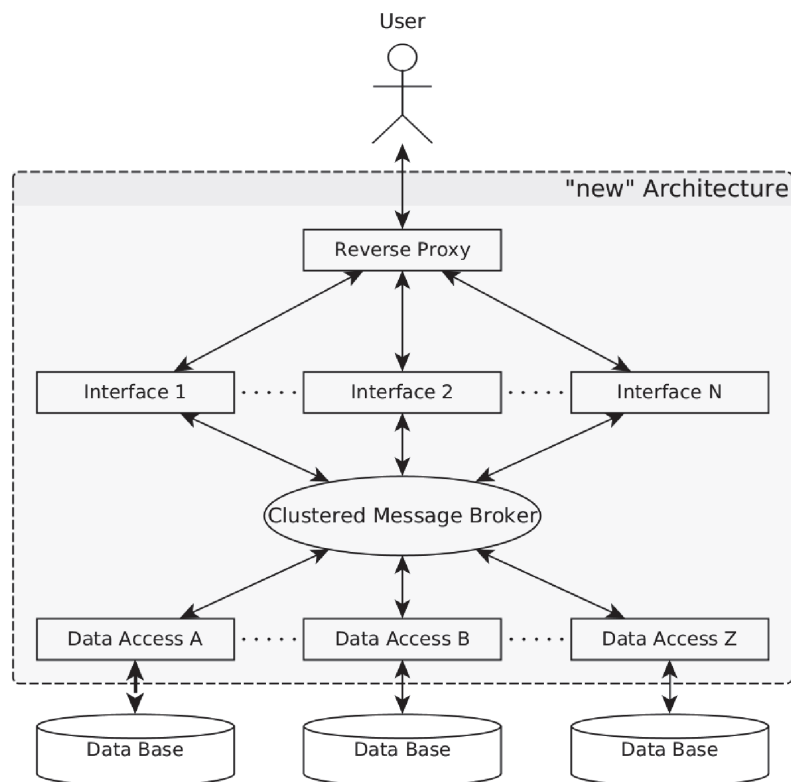 User
"new" Architecture
Reverse Proxy
Interface 1 ..... Interface 2 ..... Interface N
Clustered Message Broker
Data Access A ..... Data Access B ..... Data Access Z
Data Base Data Base Data Base